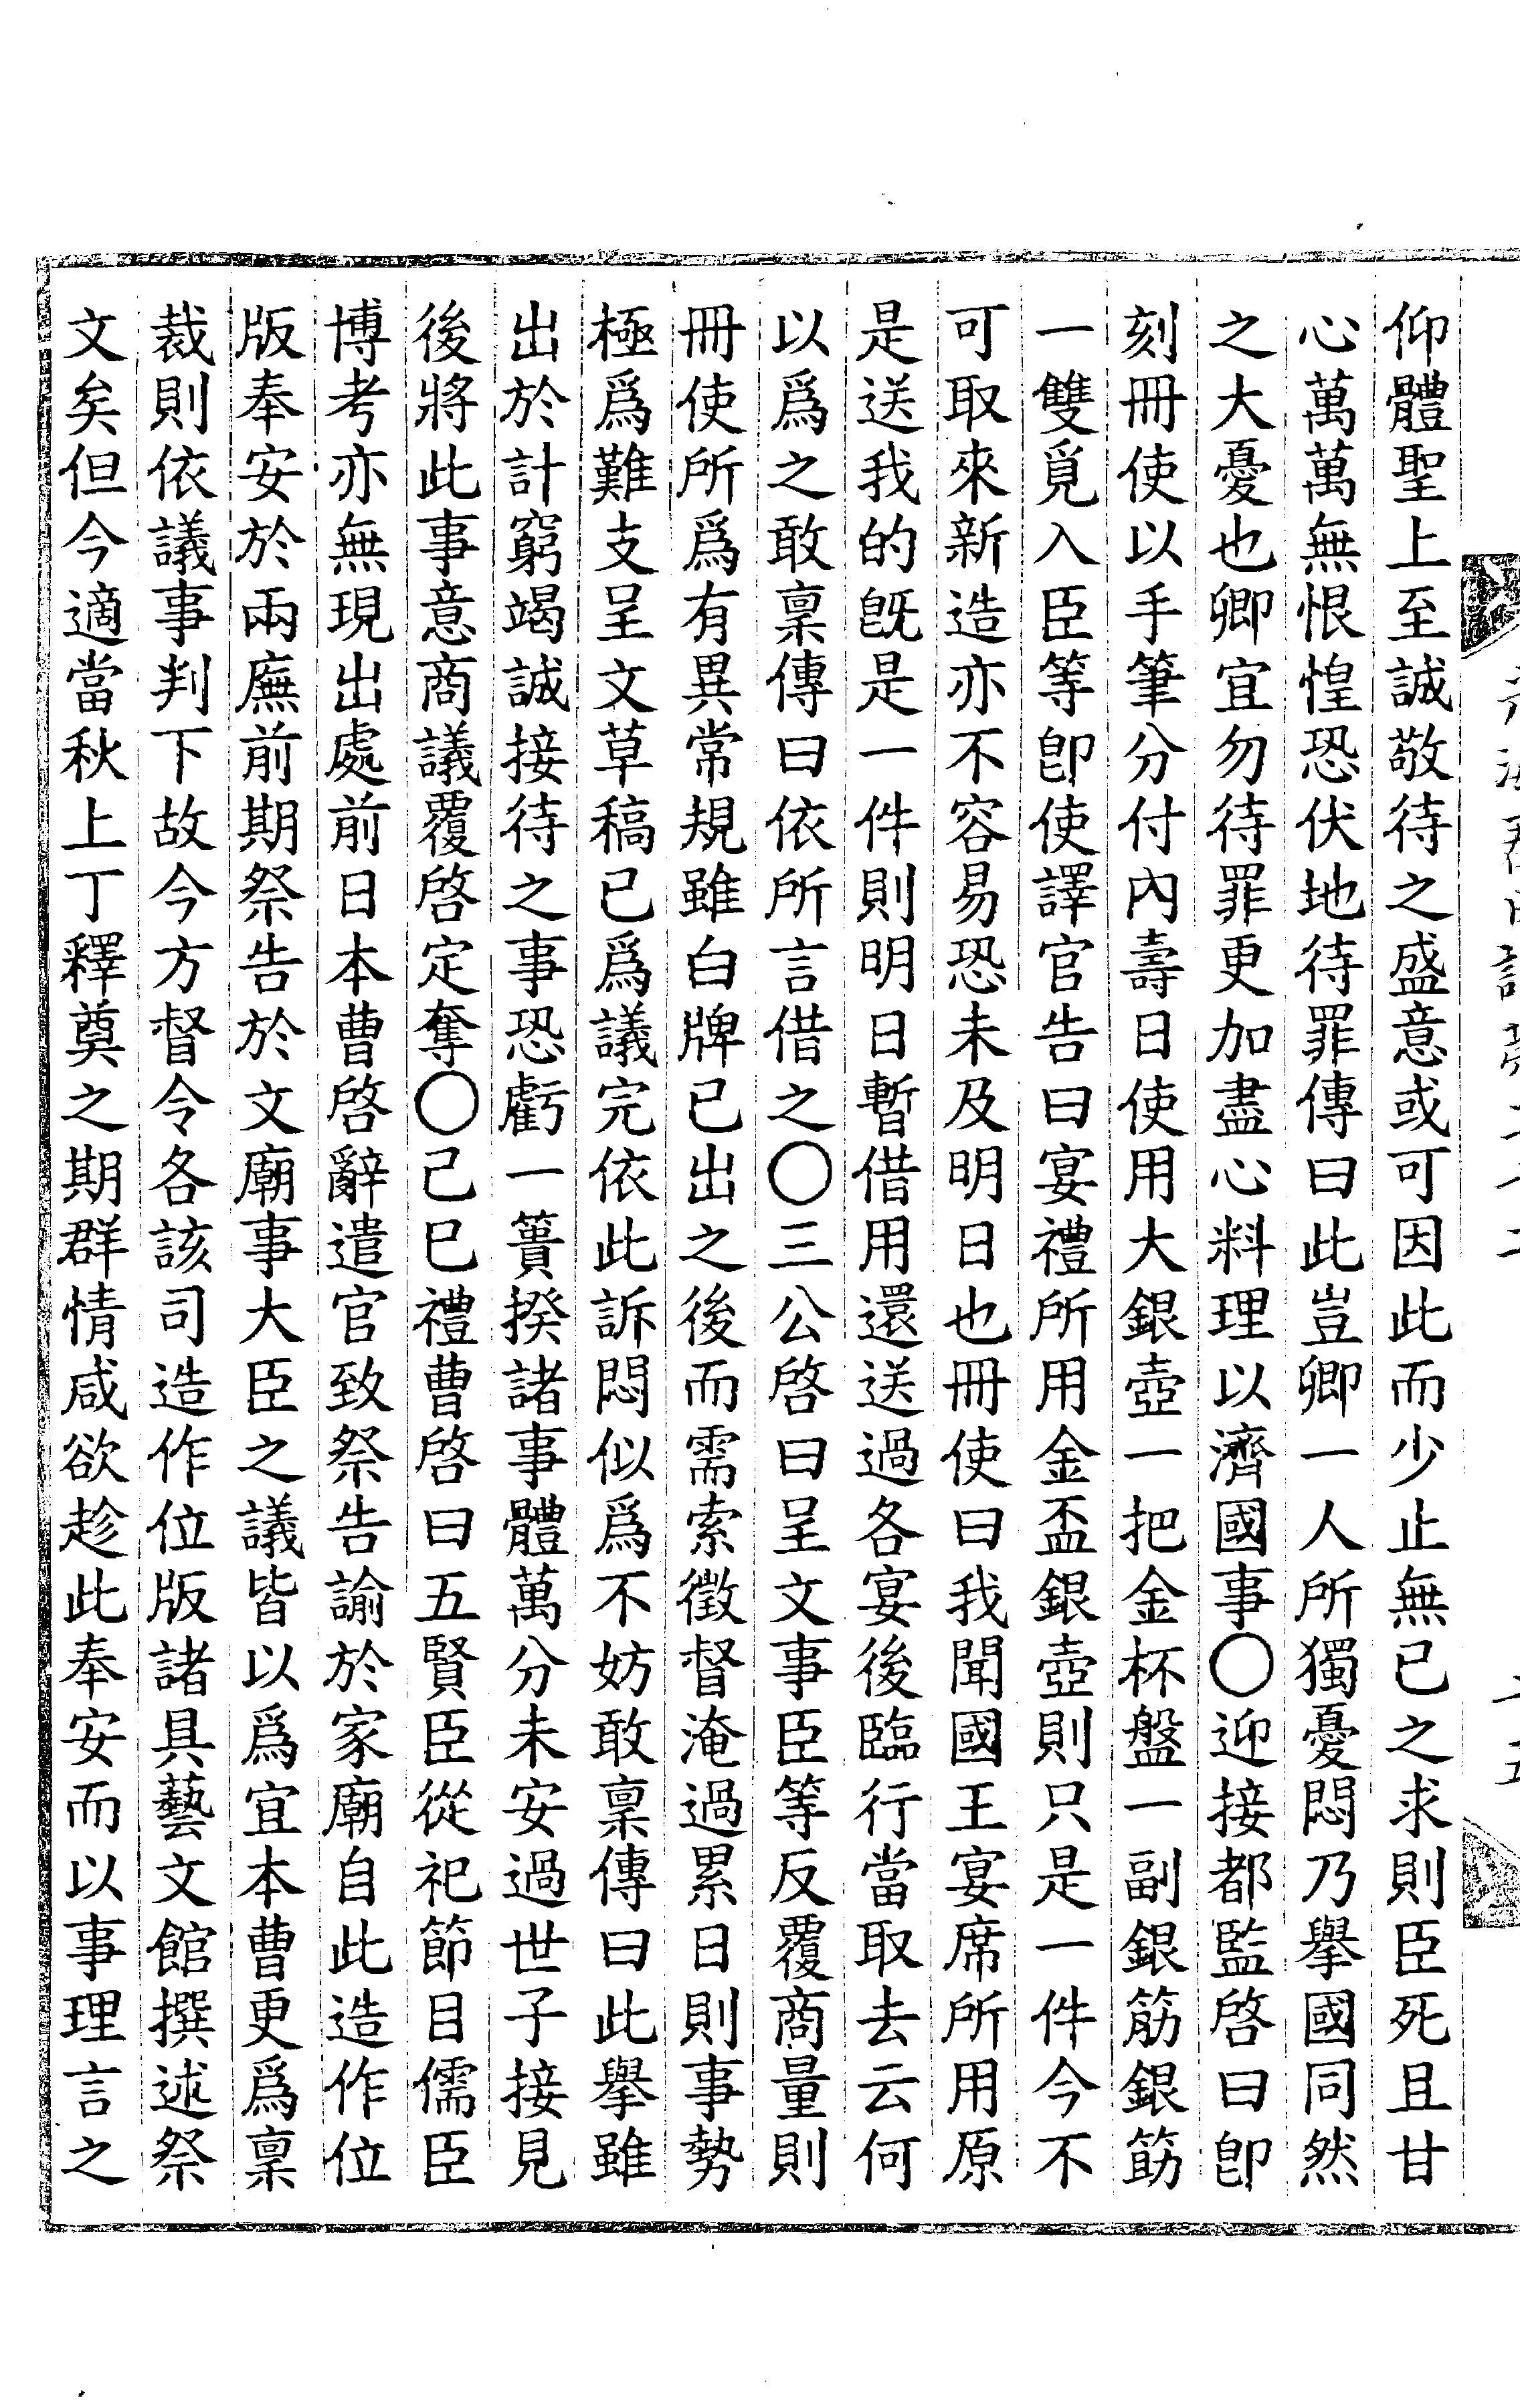 仰體聖上至誠敬待之盛意或可因此而少止無已之求則臣死且甘
心萬萬無恨惶恐伏地待罪傳曰此豈卿一人所獨憂悶乃擧國同然
之大憂也卿宜勿待罪更加盡心料理以濟國事〇迎接都監啓曰卽
刻冊使以手筆分付內壽日使用大銀壺一把金杯盤一副銀筋銀筯
一雙覓入臣等卽使譯官告曰宴禮所用金盃銀壺則只是一件今不
可取來新造亦不容易恐未及明日也冊使曰我聞國王宴席所用原
是送我的旣是一件則明日暫借用還送過各宴後臨行當取去云何
以爲之敢稟傳曰依所言借之〇三公啓曰呈文事臣等反覆商量則
冊使所爲有異常規雖白牌已出之後而需索徵督淹過累日則事勢
極爲難支呈文草稿已爲議完依此訴悶似爲不妨敢稟傳曰此擧雖
出於計窮竭誠接待之事恐虧一簣揆諸事體萬分未安過世子接見
後將此事意商議覆啓定奪〇己巳禮曹啓曰五賢臣從祀節目儒臣
博考亦無現出處前日本曹啓辭遣官致祭告諭於家廟自此造作位
版奉安於兩廡前期祭告於文廟事大臣之議皆以爲宜本曹更爲稟
裁則依議事判下故今方督令各該司造作位版諸具藝文館撰述祭
文矣但今適當秋上丁釋奠之期群情咸欲趁此奉安而以事理言之